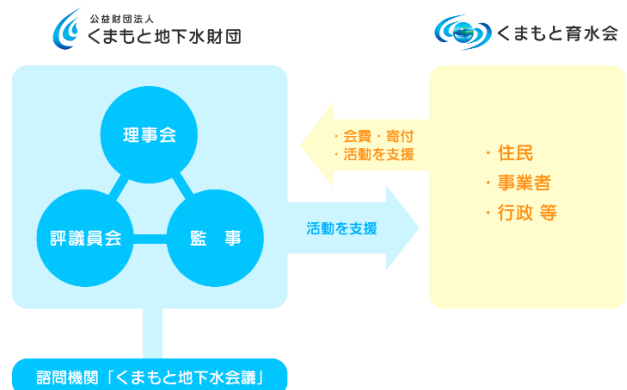 公益財団法人
くまもと地下水財団
くまもと育水会
理事会
評議員会
監　事
・会費・寄付
・活動を支援
活動を支援
・住民
・事業者
・行政 等
諮問機関「くまもと地下水会議」